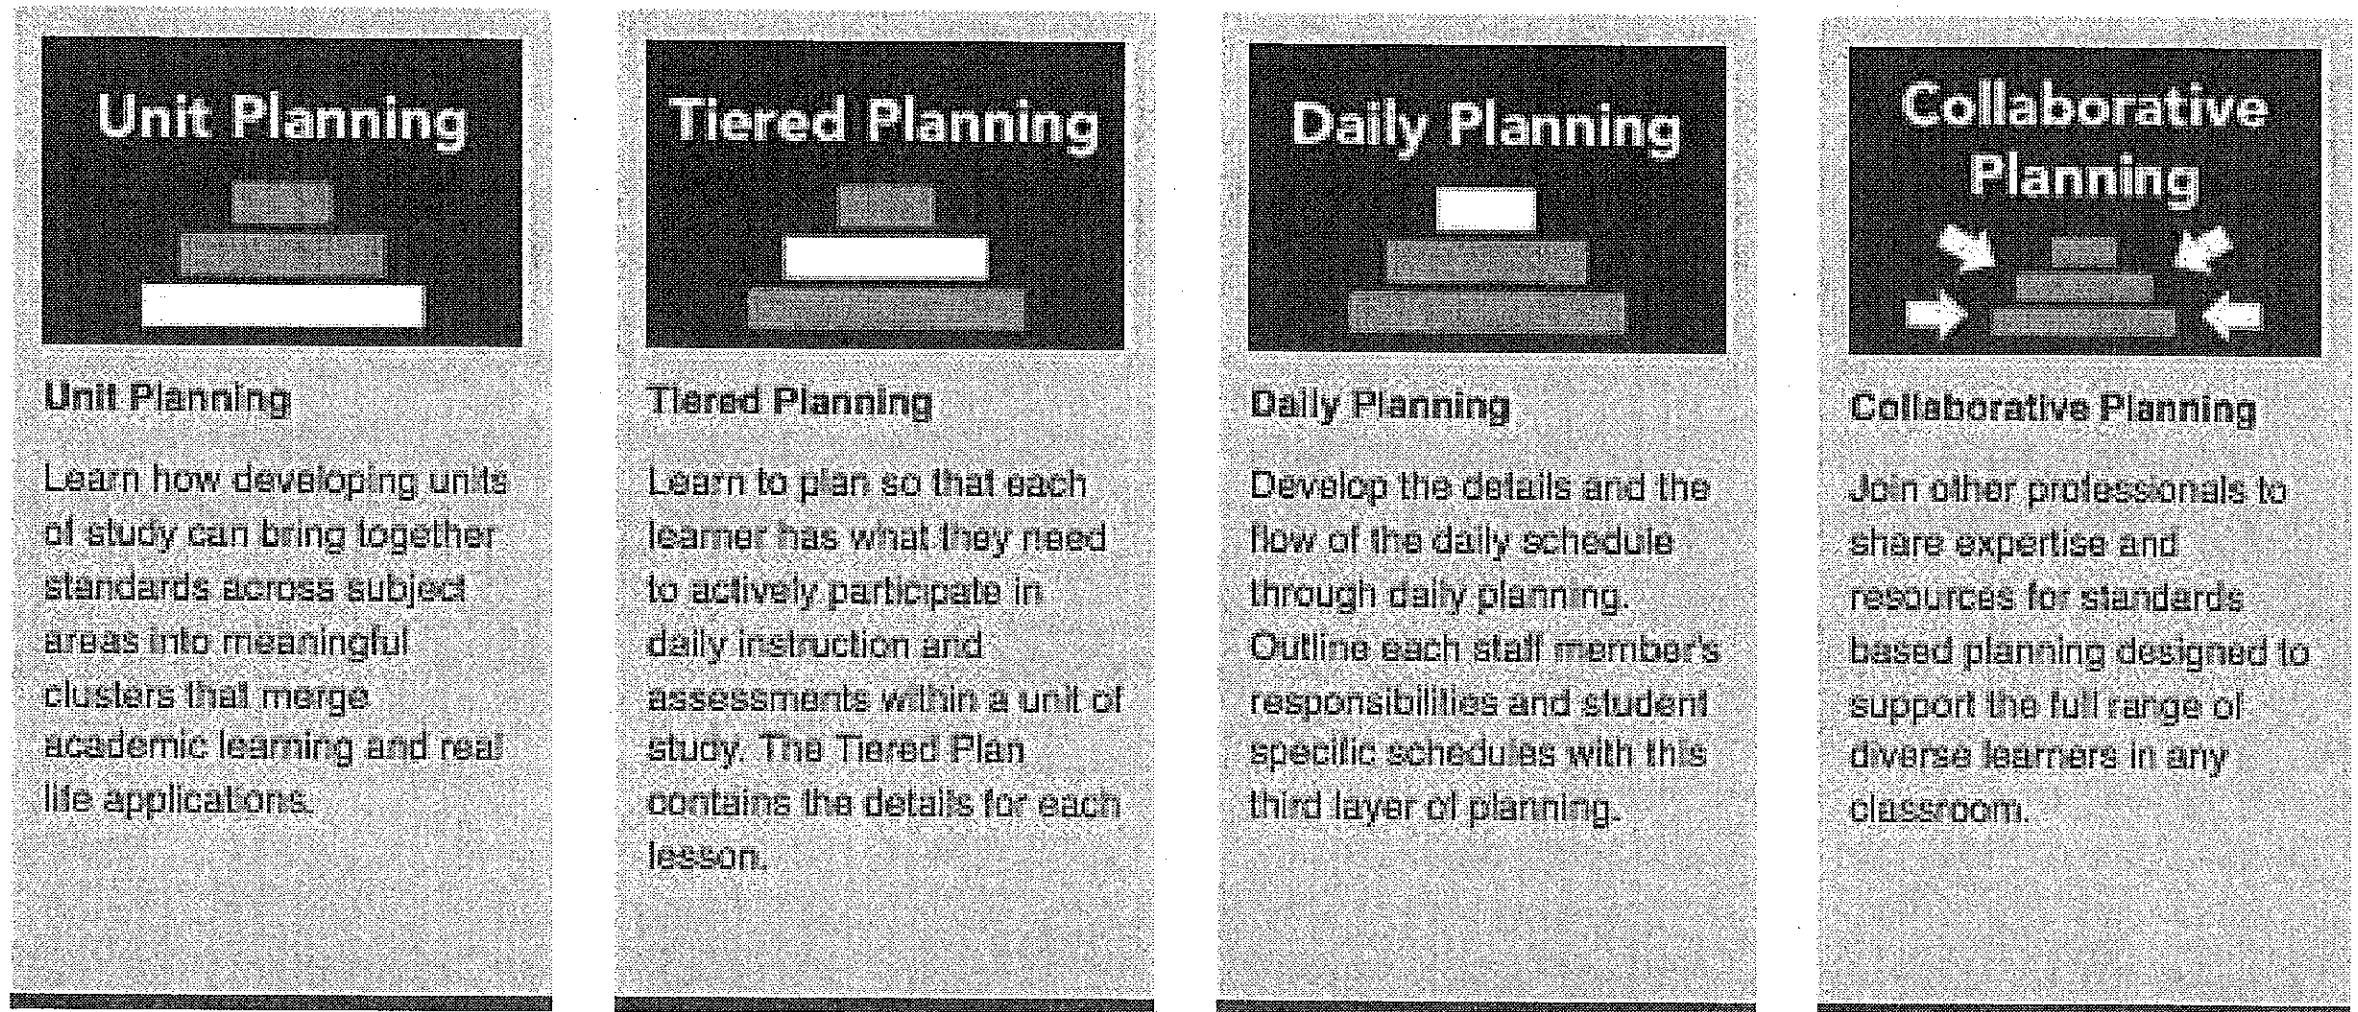 Unit Planning
Unit Planning
Learn how developing units
of study can bring together
standards across subject
areas into meaningful
clusters that merge
academic learning and real
life applications.
Tiered Planning
Tiered Planning
Learn to plan so that each
learner has what they need
to actively participate in
daily instruction and
assessments within a unit of
study. The Tiered Plan
contains the details for each
lesson.
Daily Planning
Daily Planning
Develop the details and the
flow of the daily schedule
through daily planning.
Outline each staff member's
responsibilities and student
specific schedules with this
third layer of planning.
Collaborative
Planning
Collaborative Planning
Join other professionals to
share expertise and
resources for standards
based planning designed to
support the full range of
diverse learners in any
classroom.